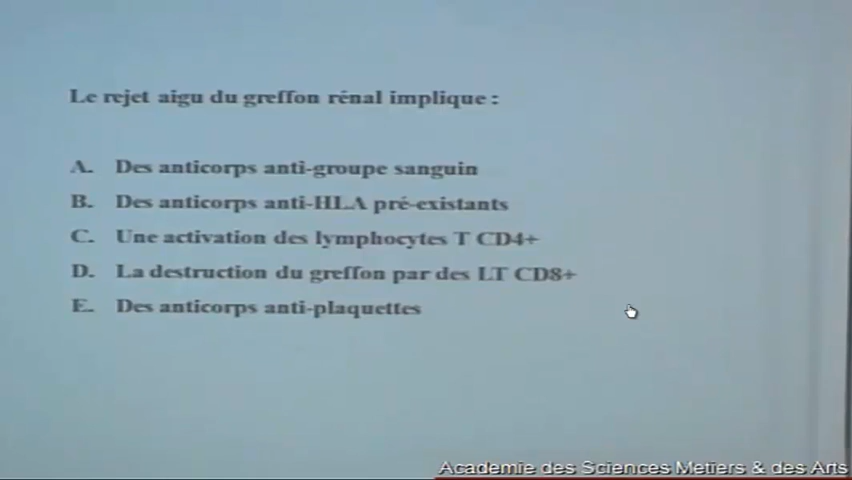 Le rejet aigu du greffon rénal implique :
A. Des anticorps anti-groupe sanguin
B. Des anticorps anti-HLA pré-existants
C. Une activation des lymphocytes T CD4+
D. La destruction du greffon par des LT CD8+
E. Des anticorps anti-plaquettes
Academie des Sciences Metiers & des Arts